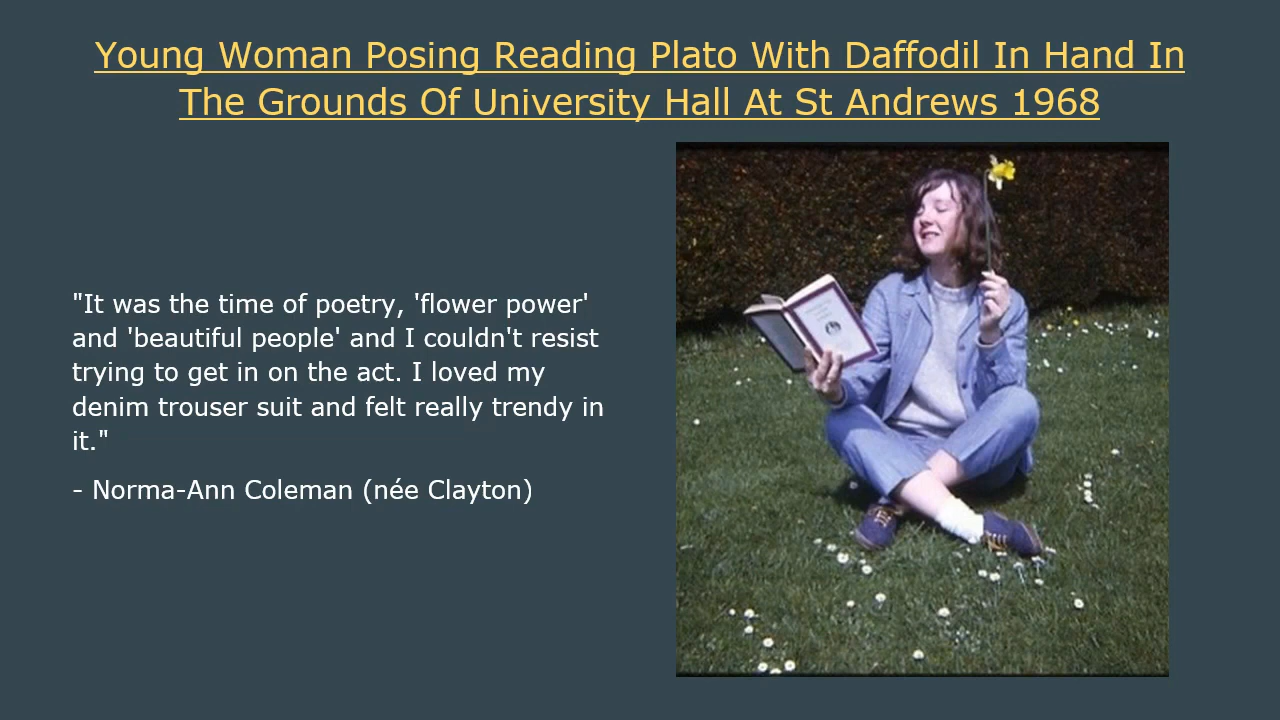 Young Woman Posing Reading Plato With Daffodil In Hand In
The Grounds Of University Hall At St Andrews 1968
"It was the time of poetry, 'flower power'
and 'beautiful people' and I couldn't resist
trying to get in on the act. I loved my
denim trouser suit and felt really trendy in
it."
- Norma-Ann Coleman (née Clayton)